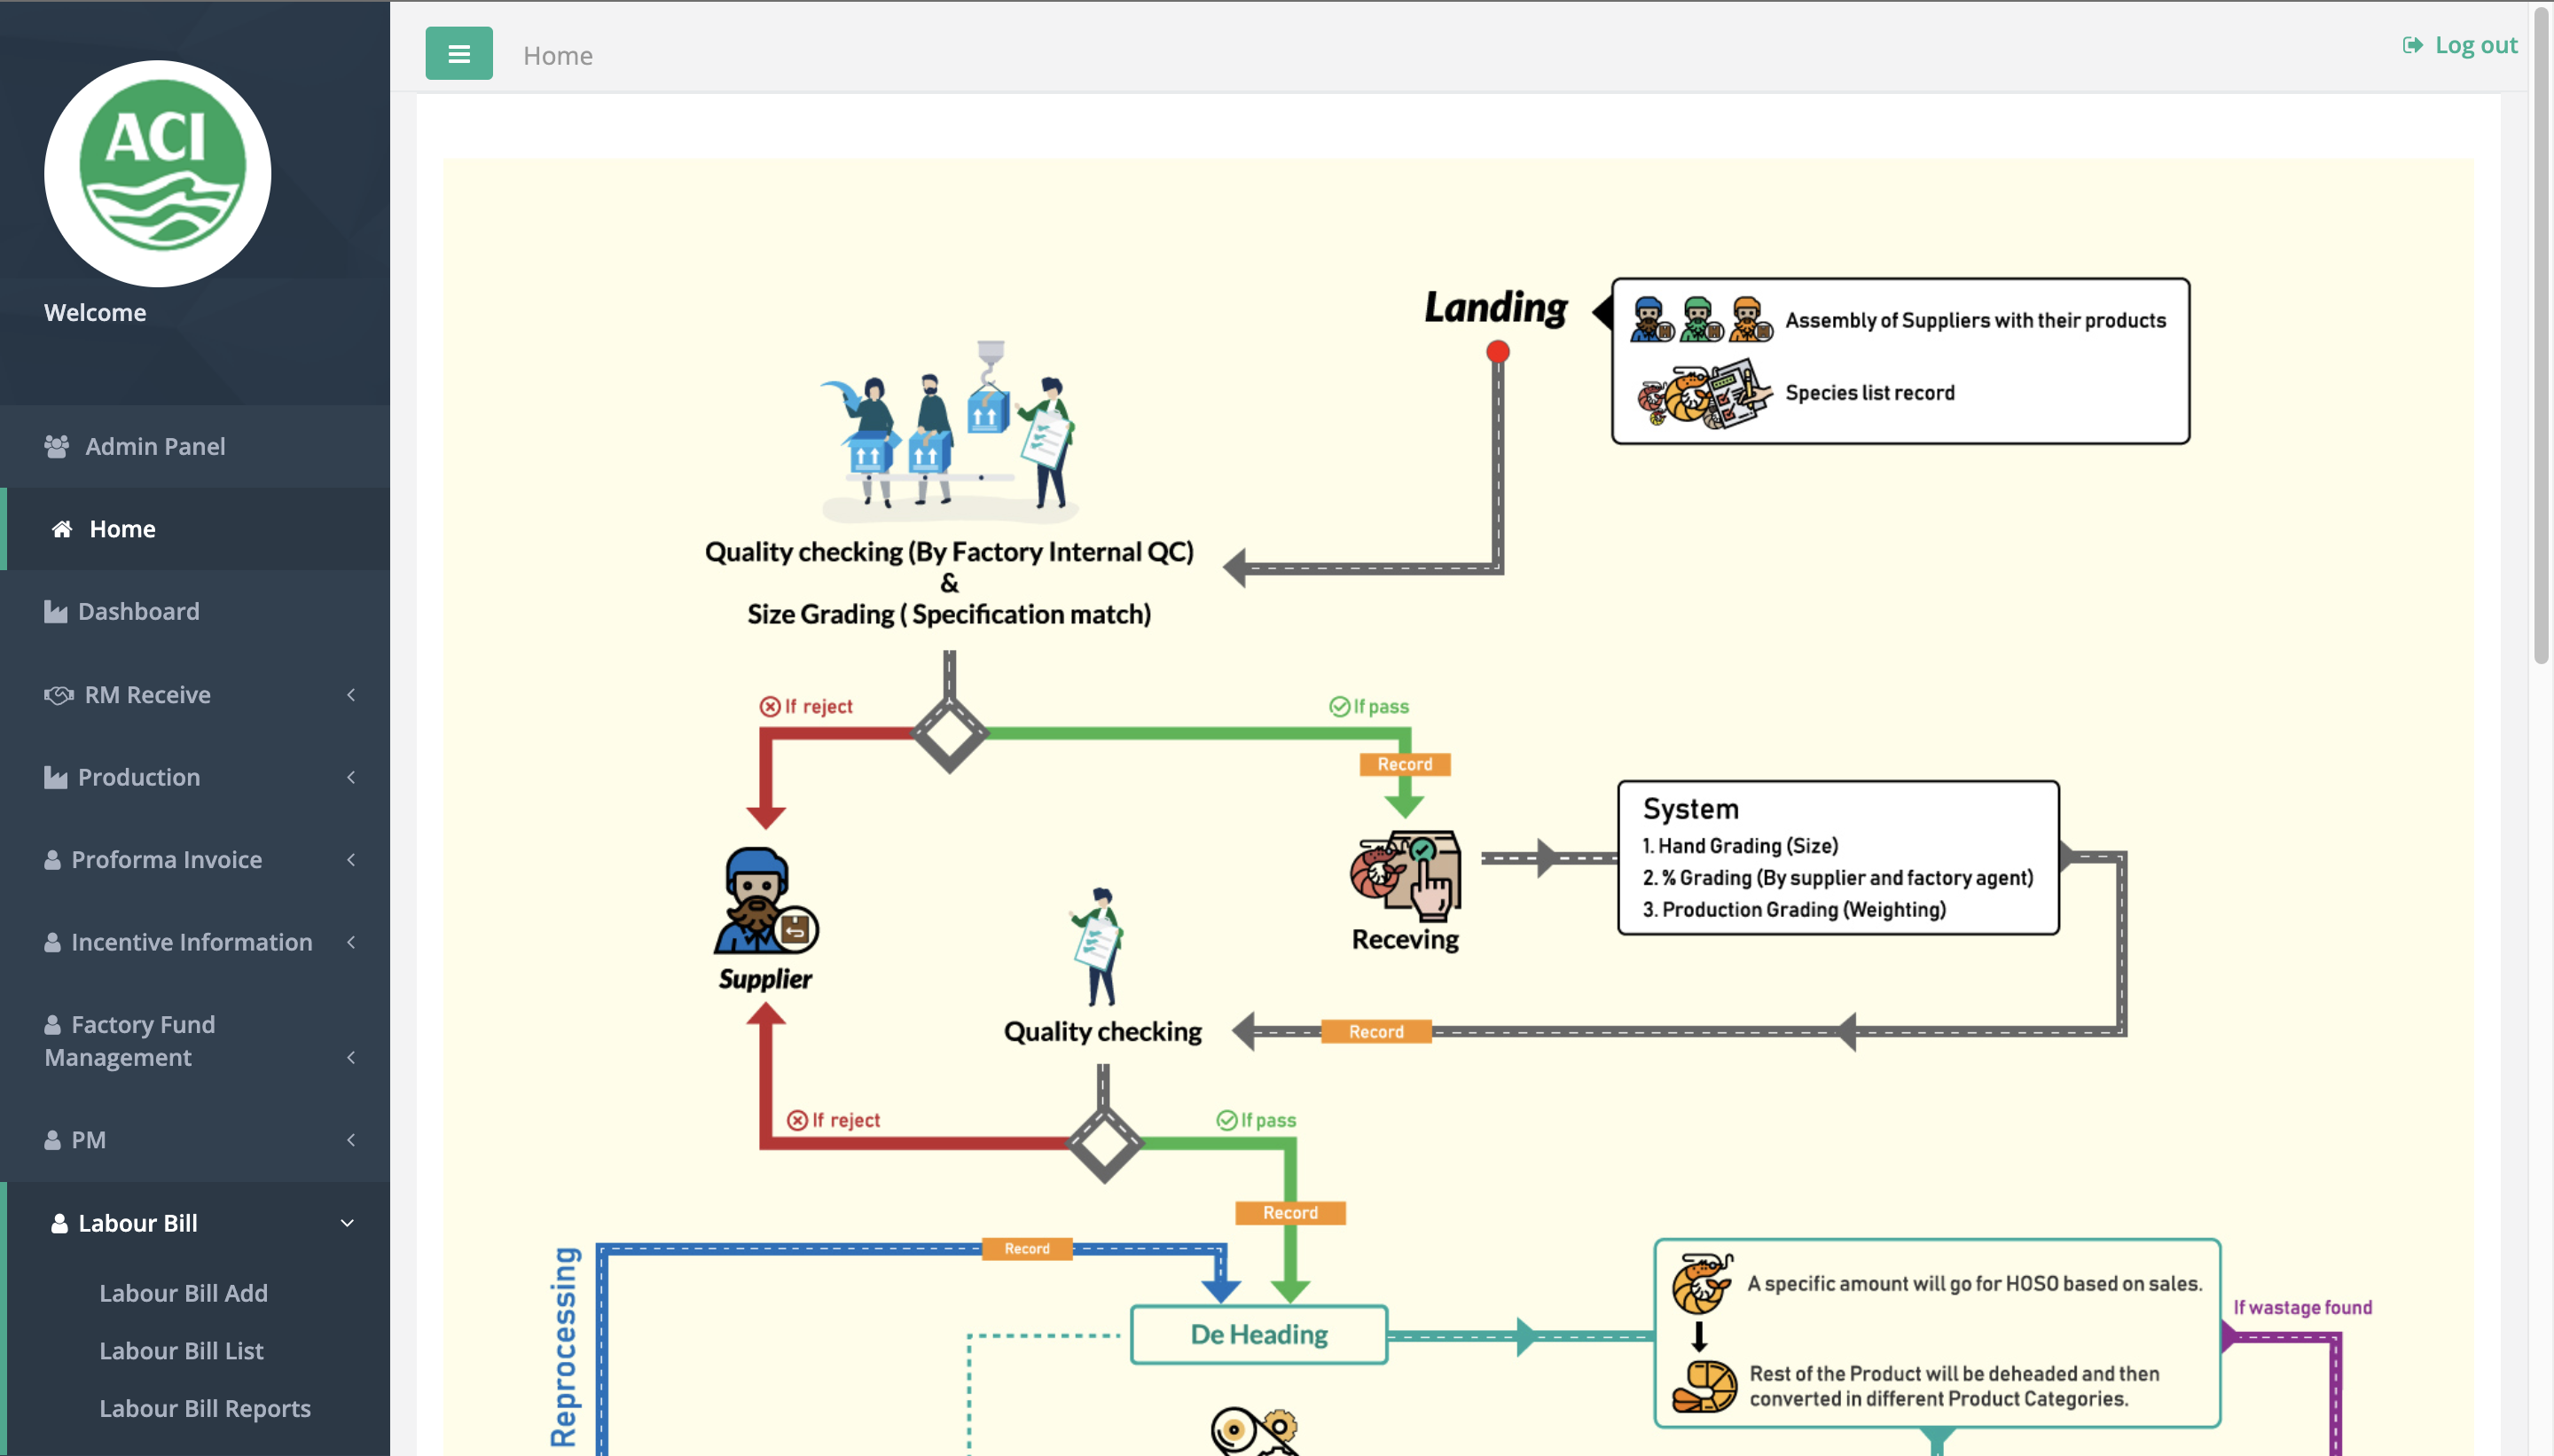 ACI
Welcome
Admin Panel
Home
Dashboard
RM Receive
Production
Proforma Invoice
Incentive Information
Factory Fund
Management
PM
Labour Bill
Labour Bill Add
Labour Bill List
Labour Bill Reports
Home
Log out
Landing
Assembly of Suppliers with their products
Species list record
Quality checking (By Factory Internal QC)
&
Size Grading ( Specification match)
If reject
If pass
Record
Supplier
Receving
System
1. Hand Grading (Size)
2. % Grading (By supplier and factory agent)
3. Production Grading (Weighting)
Quality checking
Record
If reject
If pass
Record
Reprocessing
Record
De Heading
A specific amount will go for HOSO based on sales.
Rest of the Product will be deheaded and then
converted in different Product Categories.
If wastage found